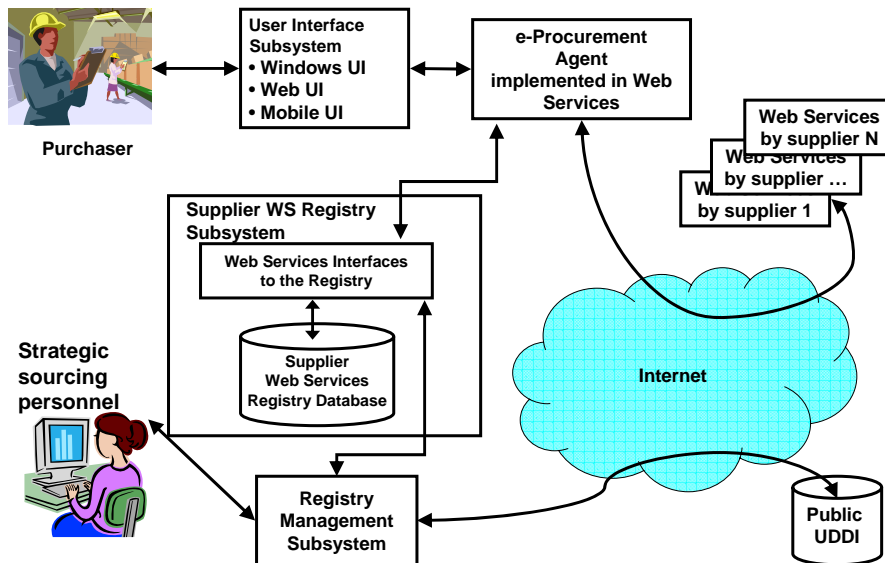 User Interface
Subsystem
• Windows UI
• Web UI
• Mobile UI
e-Procurement
Agent
implemented in Web
Services
Purchaser
Web Services
by supplier N
Web Services
by supplier …
W
by supplier 1
Supplier WS Registry
Subsystem
Web Services Interfaces
to the Registry
Supplier
Web Services
Registry Database
Strategic
sourcing
personnel
Internet
Registry
Management
Subsystem
Public
UDDI